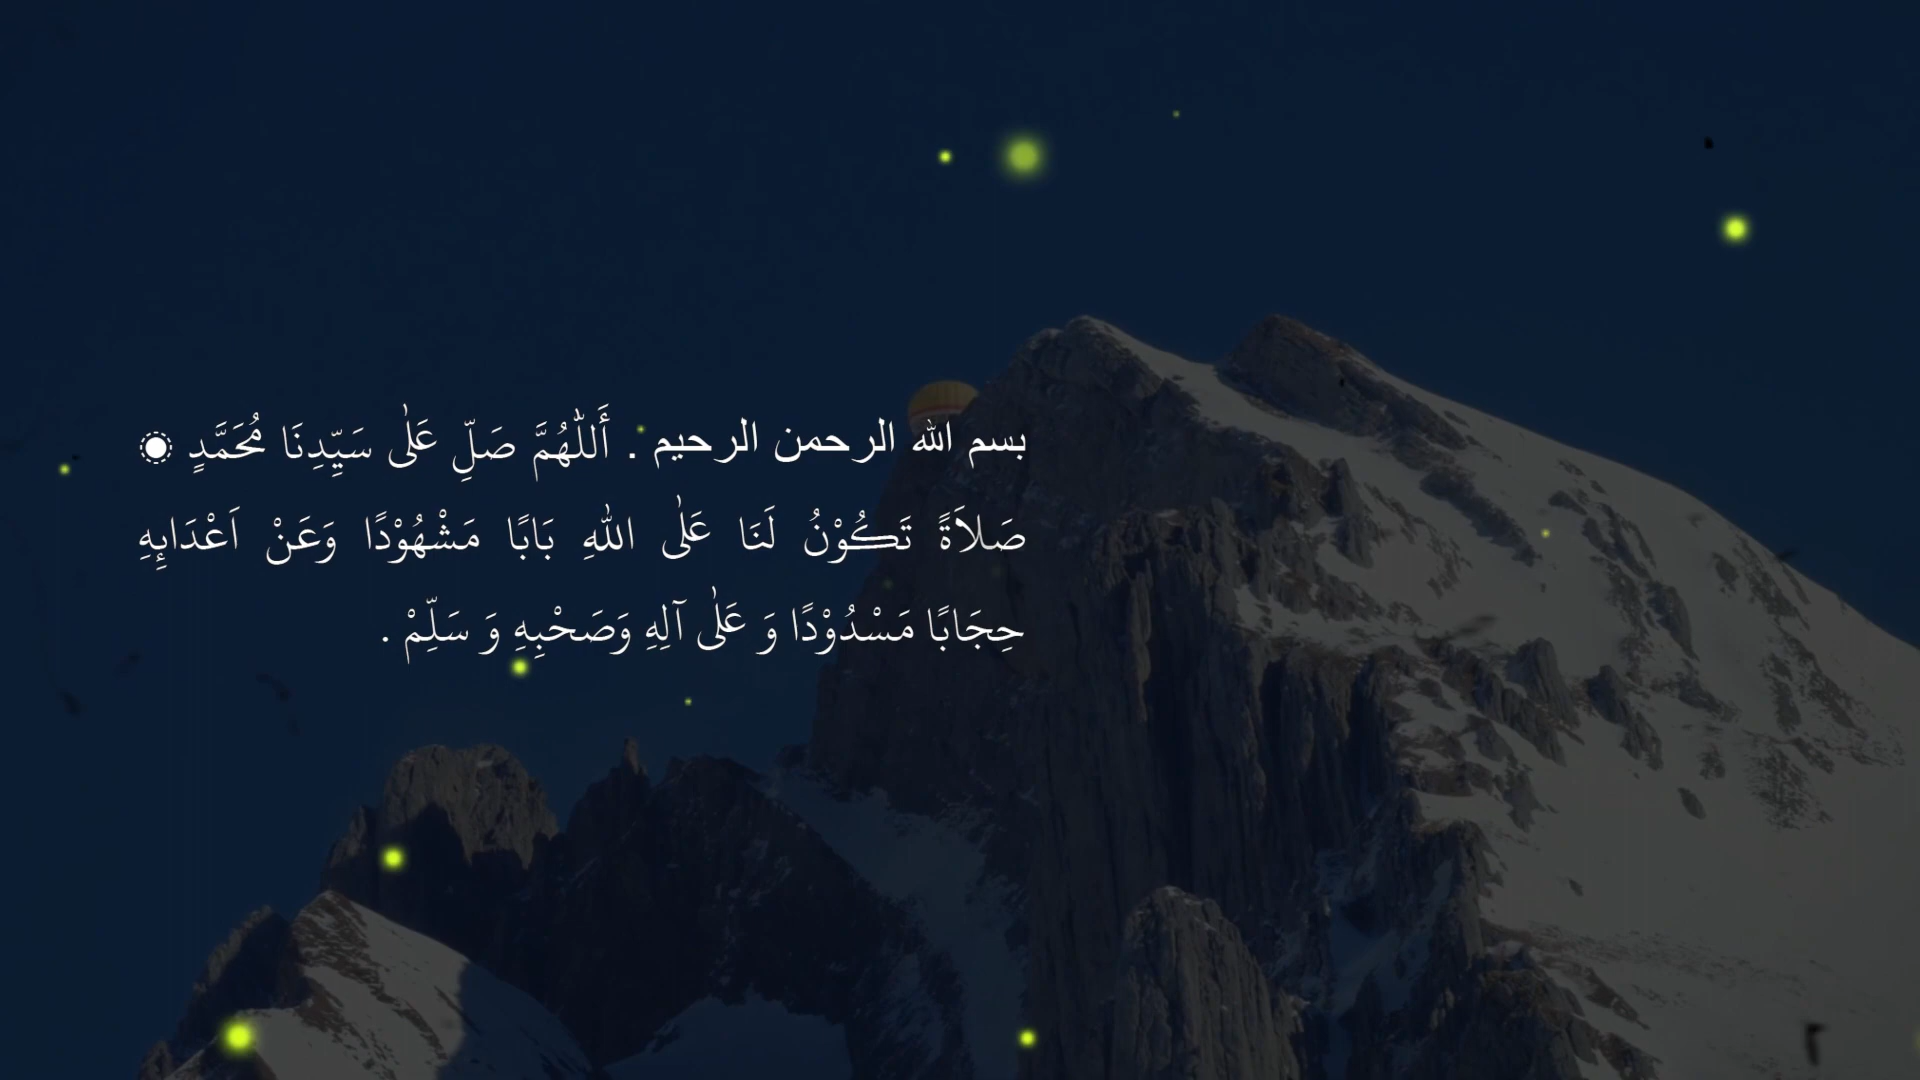 بسم الله الرحمن الرحيم . أَللّٰهُمَّ صَلِّ عَلٰى سَيِّدِنَا مُحَمَّدٍ ۝
صَلاَةً تَكُوْنُ لَنَا عَلٰى اللهِ بَابًا مَشْهُوْدًا وَعَنْ اَعْدَائِهِ
حِجَابًا مَسْدُوْدًا وَ عَلٰى آلِهِ وَصَحْبِهِ وَ سَلِّمْ .